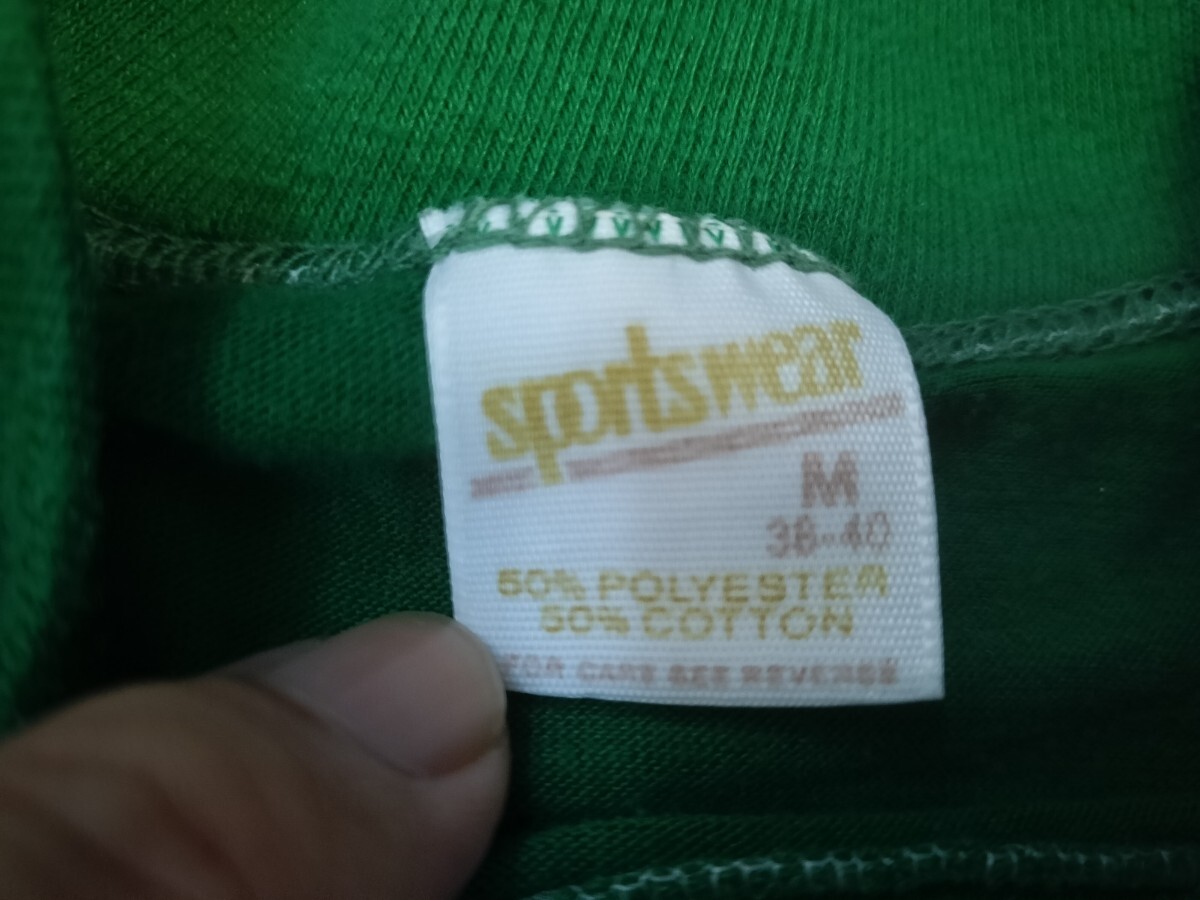 sportswear
M
38-40
50% POLYESTER
50% COTTON
FOR CARE SEE REVERSE